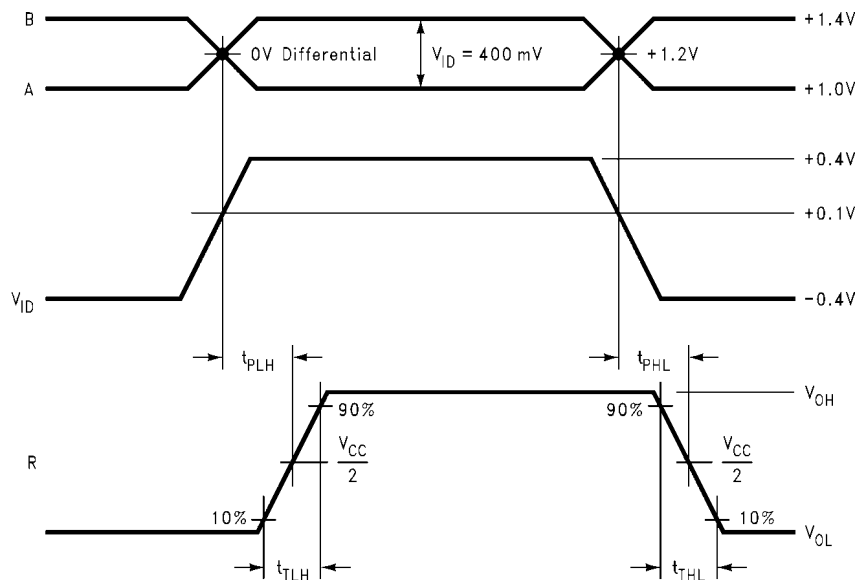 B
+1.4V
0V Differential
V_ID = 400 mV
+1.2V
A
+1.0V
+0.4V
+0.1V
V_ID
-0.4V
t_PLH
t_PHL
V_OH
90%
90%
R
V_CC
2
V_CC
2
10%
10%
V_OL
t_TLH
t_THL